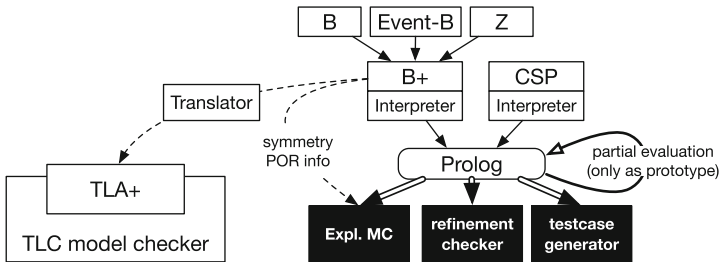 B
Event-B
Z
B+
Interpreter
CSP
Interpreter
Translator
symmetry
POR info
Prolog
partial evaluation
(only as prototype)
TLA+
TLC model checker
Expl. MC
refinement
checker
testcase
generator